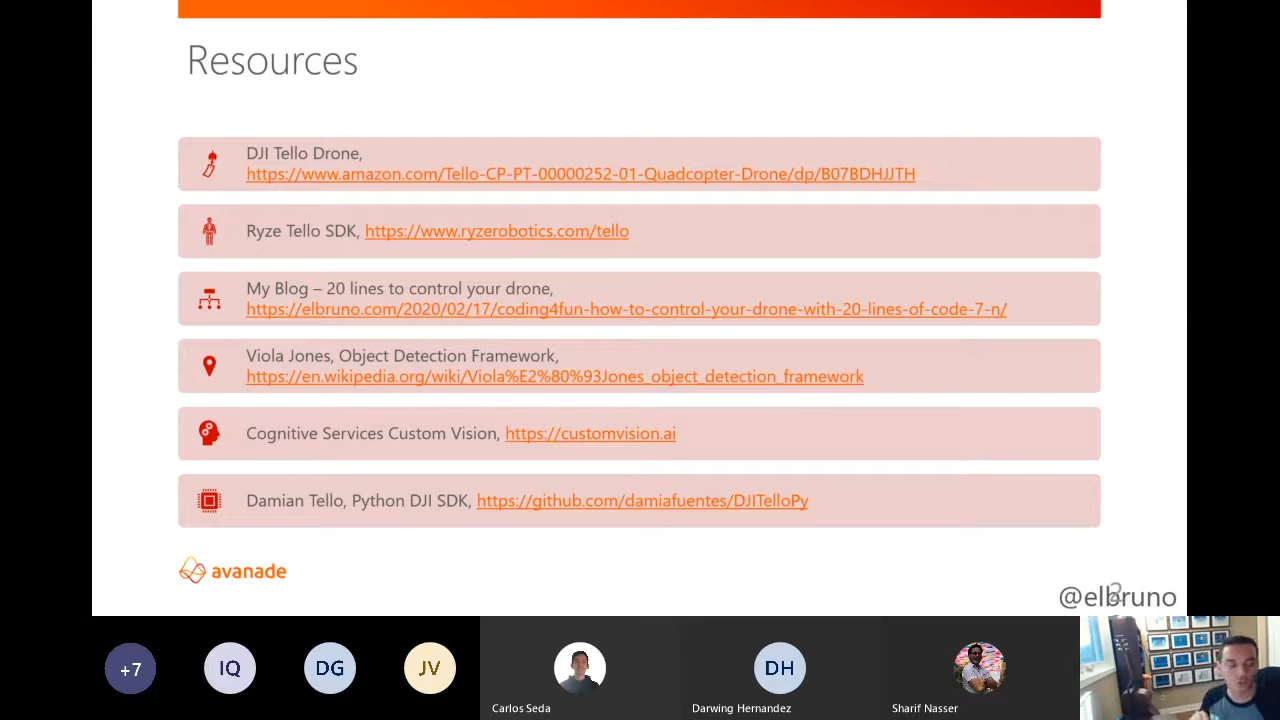 Resources
DJI Tello Drone,
https://www.amazon.com/Tello-CP-PT-00000252-01-Quadcopter-Drone/dp/B07BDHJJTH
Ryze Tello SDK, https://www.ryzerobotics.com/tello
My Blog – 20 lines to control your drone,
https://elbruno.com/2020/02/17/coding4fun-how-to-control-your-drone-with-20-lines-of-code-7-n/
Viola Jones, Object Detection Framework,
https://en.wikipedia.org/wiki/Viola%E2%80%93Jones_object_detection_framework
Cognitive Services Custom Vision, https://customvision.ai
Damian Tello, Python DJI SDK, https://github.com/damiafuentes/DJITelloPy
avanade
2
@elbruno
+7
IQ
DG
JV
DH
Carlos Seda
Darwing Hernandez
Sharif Nasser